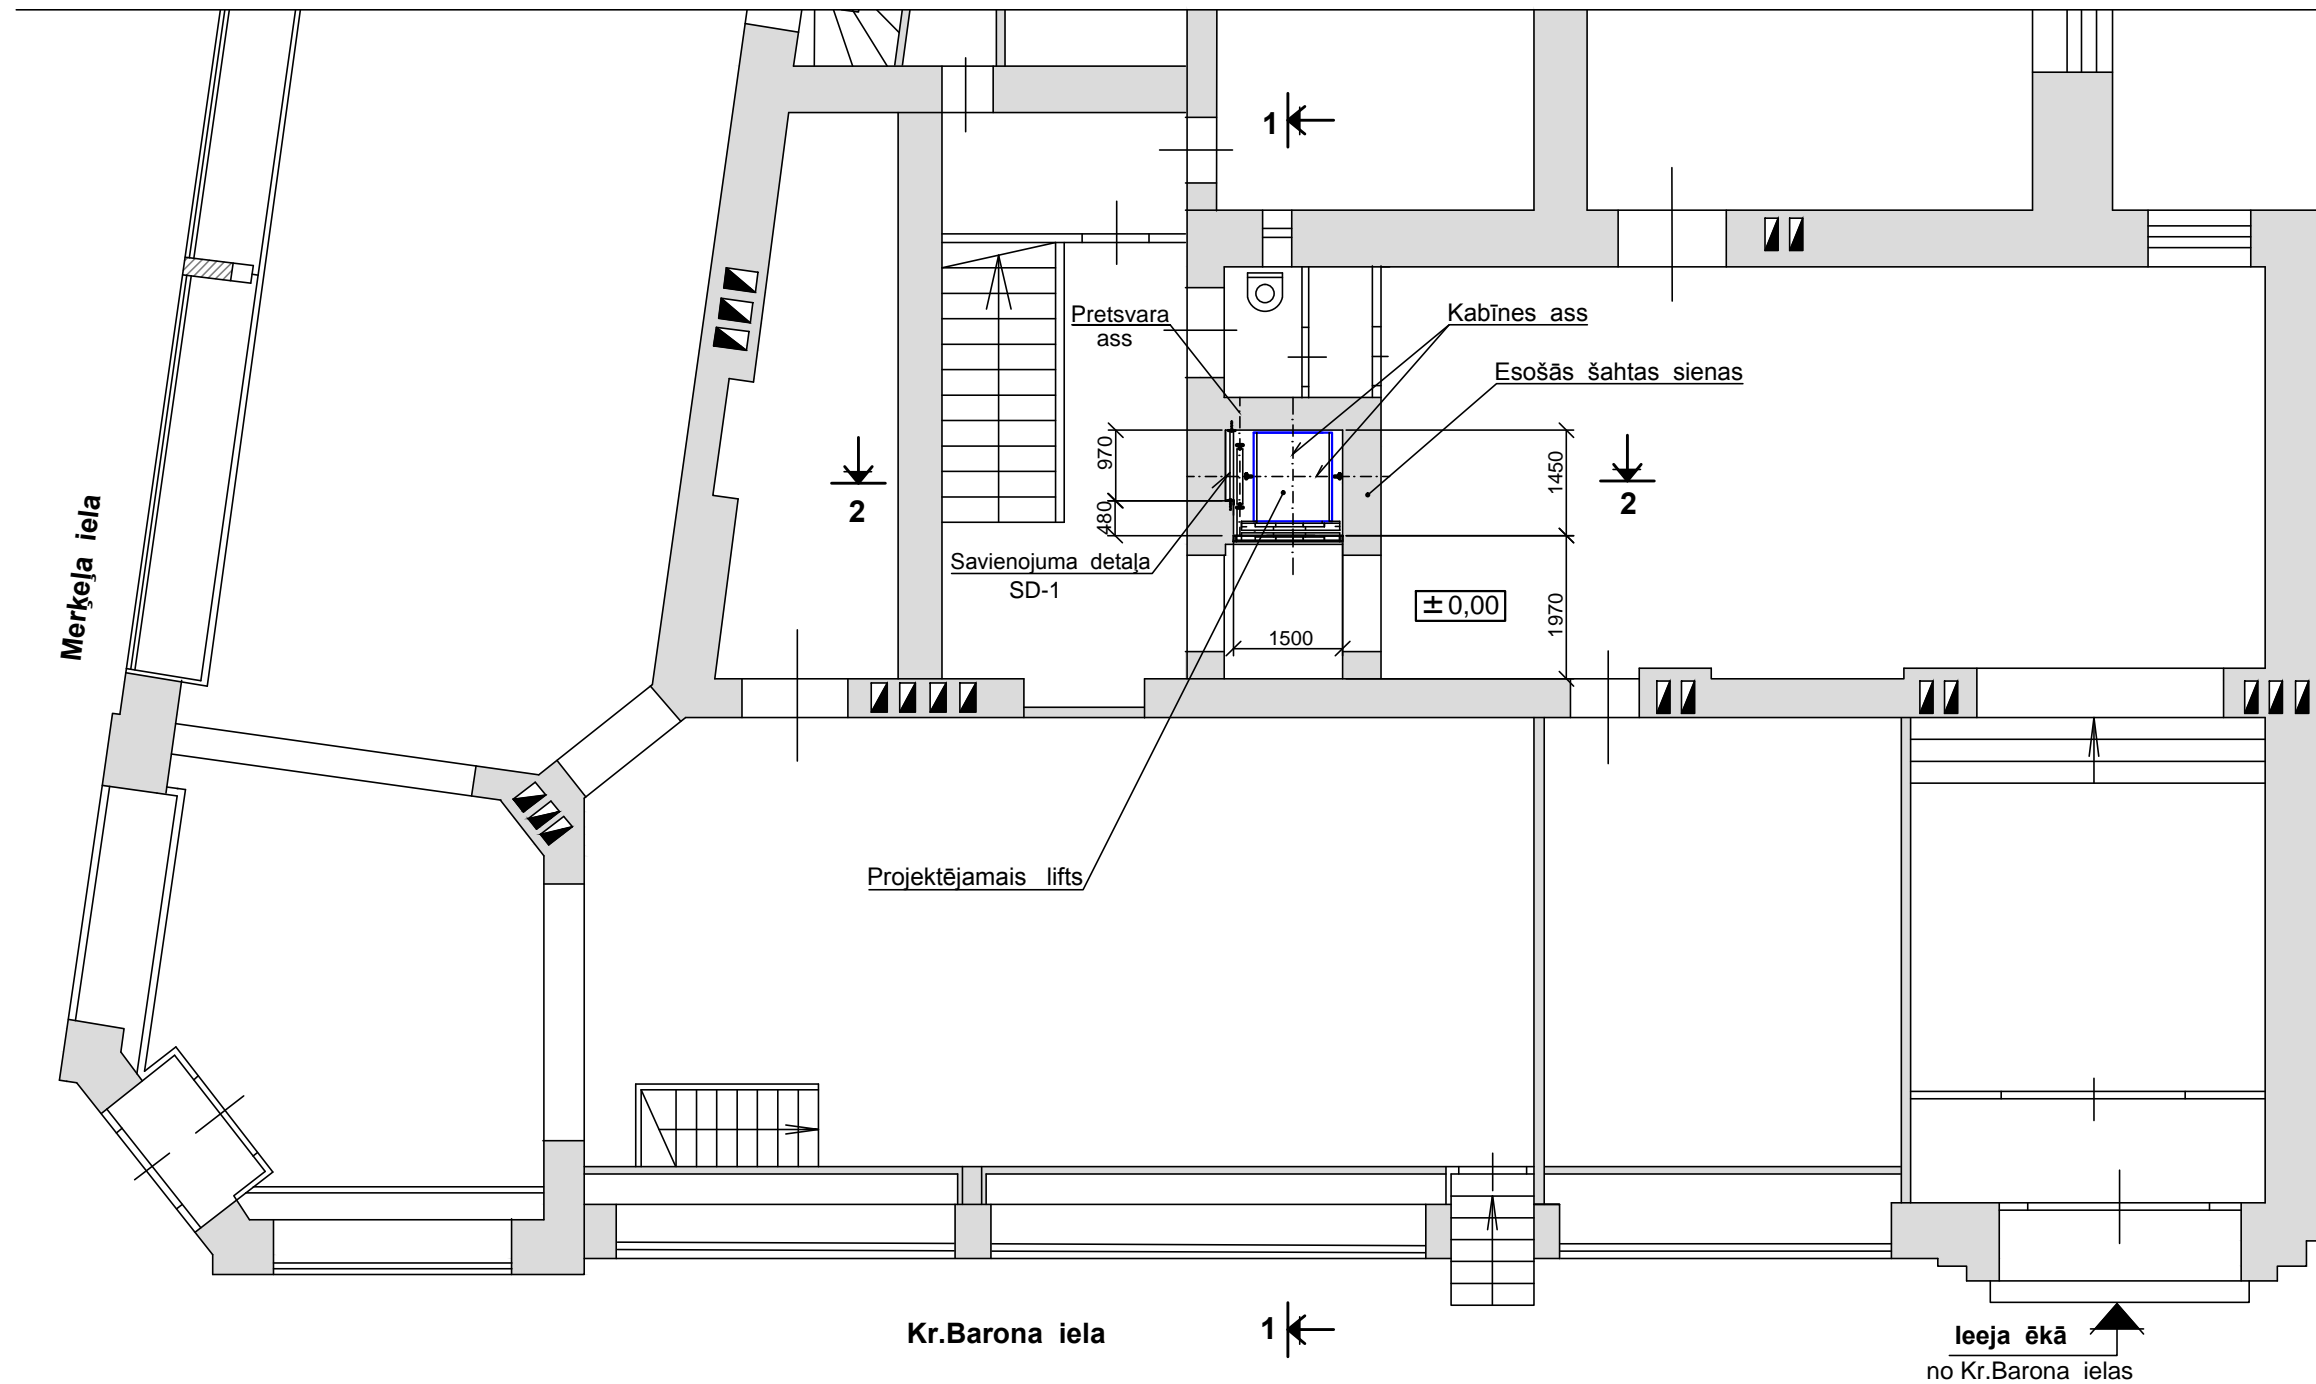 1
Pretsvara
ass
Kabīnes ass
Esošās šahtas sienas
970
1450
2
2
480
Merķeļa iela
Savienojuma detaļa
SD-1
±0,00
1970
1500
Projektējamais lifts
Kr.Barona iela
1
Ieeja ēkā
no Kr.Barona ielas